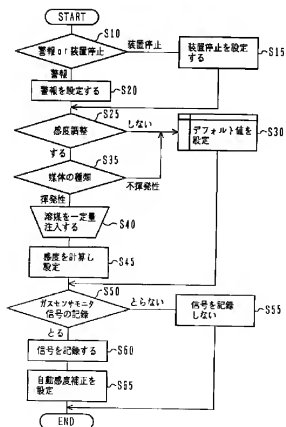 START
S10
警報or装置停止
装置停止
S15
装置停止を設定
する
警報
S20
警報を設定する
S25
感度調整
しない
S30
デフォルト値を
設定
する
S35
媒体の種類
不揮発性
揮発性
S40
溶媒を一定量
注入する
S45
感度を計算し
設定
S50
ガスセンサモニタ
信号の記録
とらない
S55
信号を記録
しない
とる
S60
信号を記録する
S65
自動感度補正を
設定
END